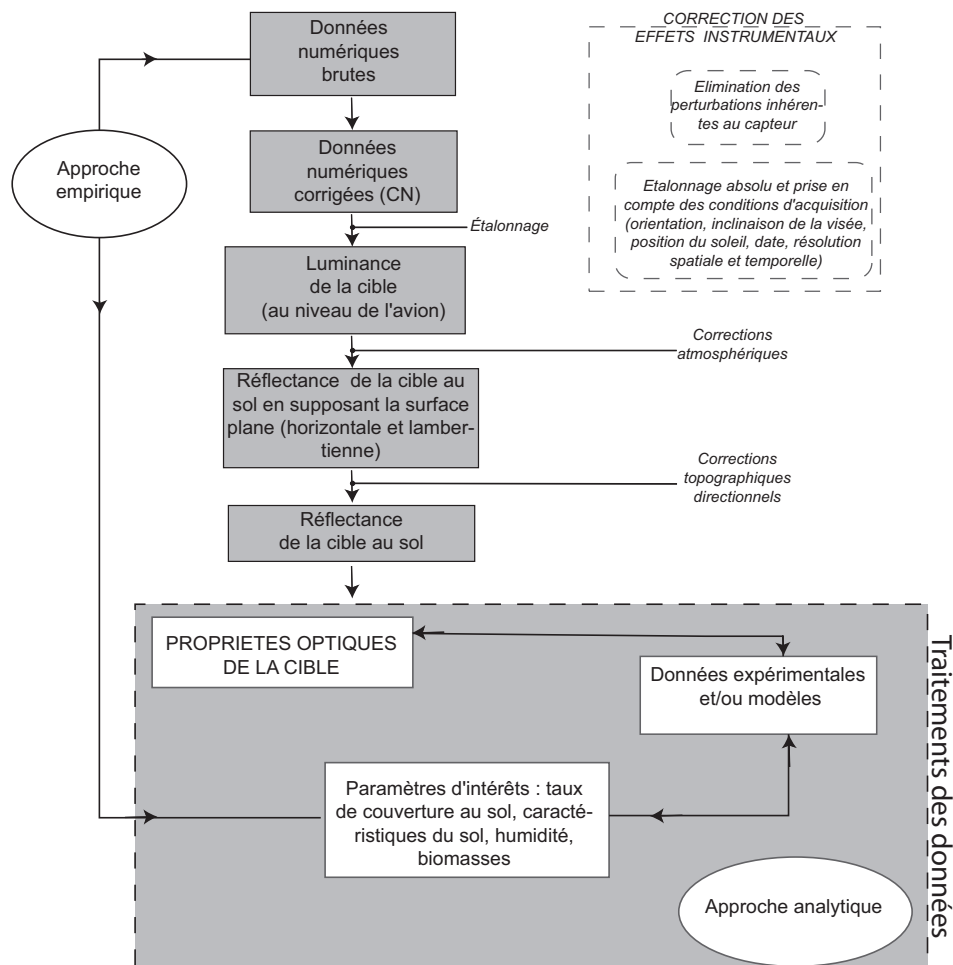 Données
numériques
brutes
CORRECTION DES
EFFETS INSTRUMENTAUX
Elimination des
perturbations inhéren-
tes au capteur
Approche
empirique
Données
numériques
corrigées (CN)
Etalonnage absolu et prise en
compte des conditions d'acquisition
(orientation, inclinaison de la visée,
position du soleil, date, résolution
spatiale et temporelle)
Étalonnage
Luminance
de la cible
(au niveau de l'avion)
Corrections
atmosphériques
Réflectance de la cible au
sol en supposant la surface
plane (horizontale et lamber-
tienne)
Corrections
topographiques
directionnels
Réflectance
de la cible au sol
PROPRIETES OPTIQUES
DE LA CIBLE
Données expérimentales
et/ou modèles
Paramètres d'intérêts : taux
de couverture au sol, caracté-
ristiques du sol, humidité,
biomasses
Approche analytique
Traitements des données